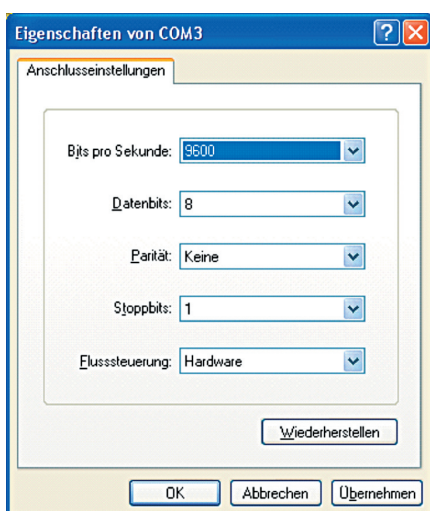 Eigenschaften von COM3
Anschlusseinstellungen
Bits pro Sekunde: 9600
Datenbits: 8
Parität: Keine
Stoppbits: 1
Flusssteuerung: Hardware
Wiederherstellen
OK Abbrechen Übernehmen